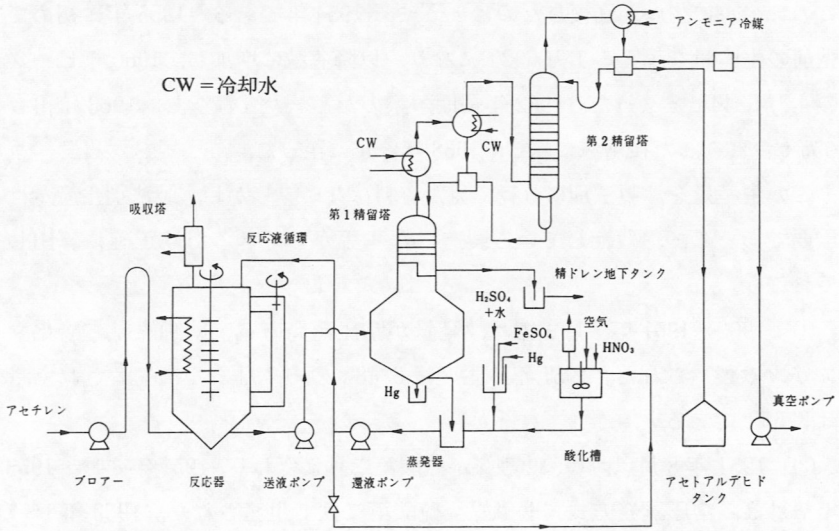 アンモニア冷媒
CW＝冷却水
第2精留塔
CW
CW
吸収塔
反応液循環
第1精留塔
精ドレン地下タンク
H₂SO₄
+水
FeSO₄
Hg
空気
HNO₃
Hg
アセチレン
真空ポンプ
ブロアー
反応器
送液ポンプ
還液ポンプ
蒸発器
酸化槽
アセトアルデヒド
タンク